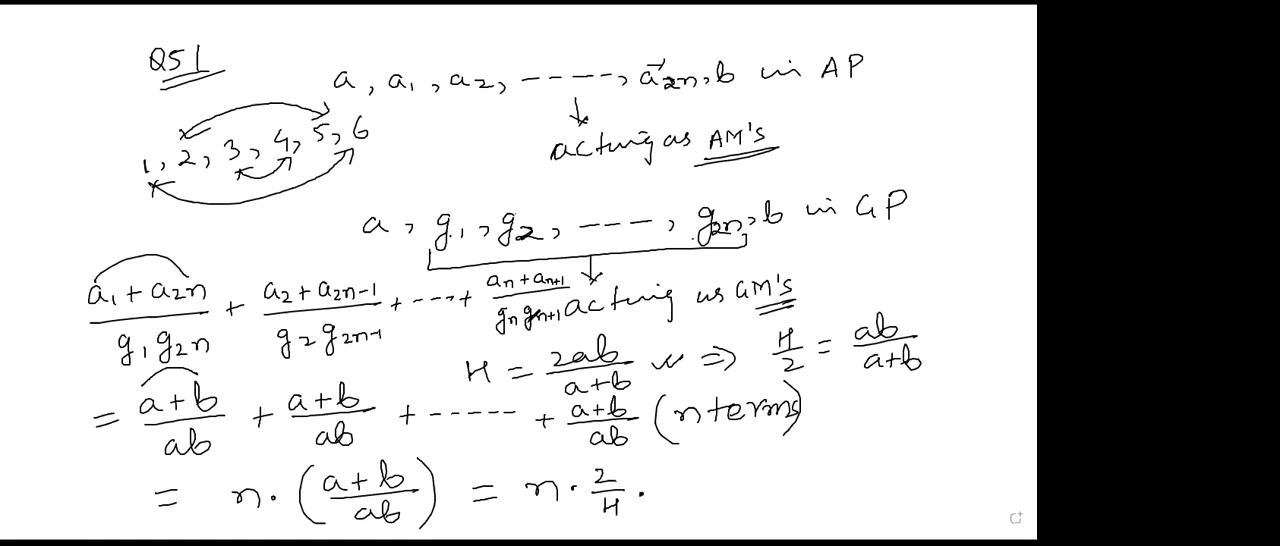 Q51
a, a₁, a₂, -----, a₂ₙ, b in AP
1, 2, 3, 4, 5, 6
acting as AM's
a, g₁, g₂, ----, g₂ₙ, b in GP
(a₁ + a₂ₙ)/(g₁ g₂ₙ) + (a₂ + a₂ₙ₋₁)/(g₂ g₂ₙ₋₁) + ---- + (aₙ + aₙ₊₁)/(gₙ gₙ₊₁)
acting as GM's
H = 2ab/(a+b) ⇒ H/2 = ab/(a+b)
= (a+b)/ab + (a+b)/ab + ------ + (a+b)/ab (n terms)
= n · ((a+b)/ab) = n · 2/H .